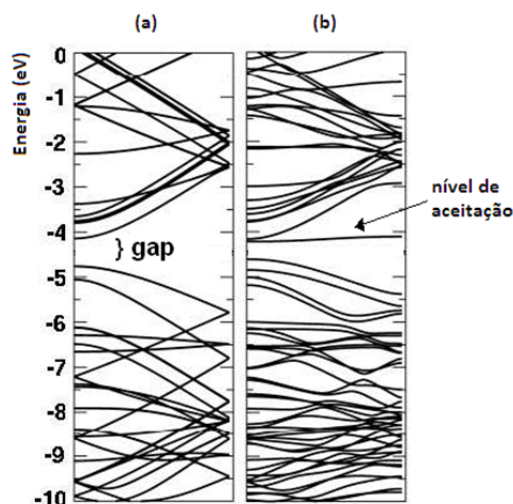 (a)
(b)
Energia (eV)
0
-1
-2
-3
-4
-5
-6
-7
-8
-9
-10
} gap
nível de
aceitação